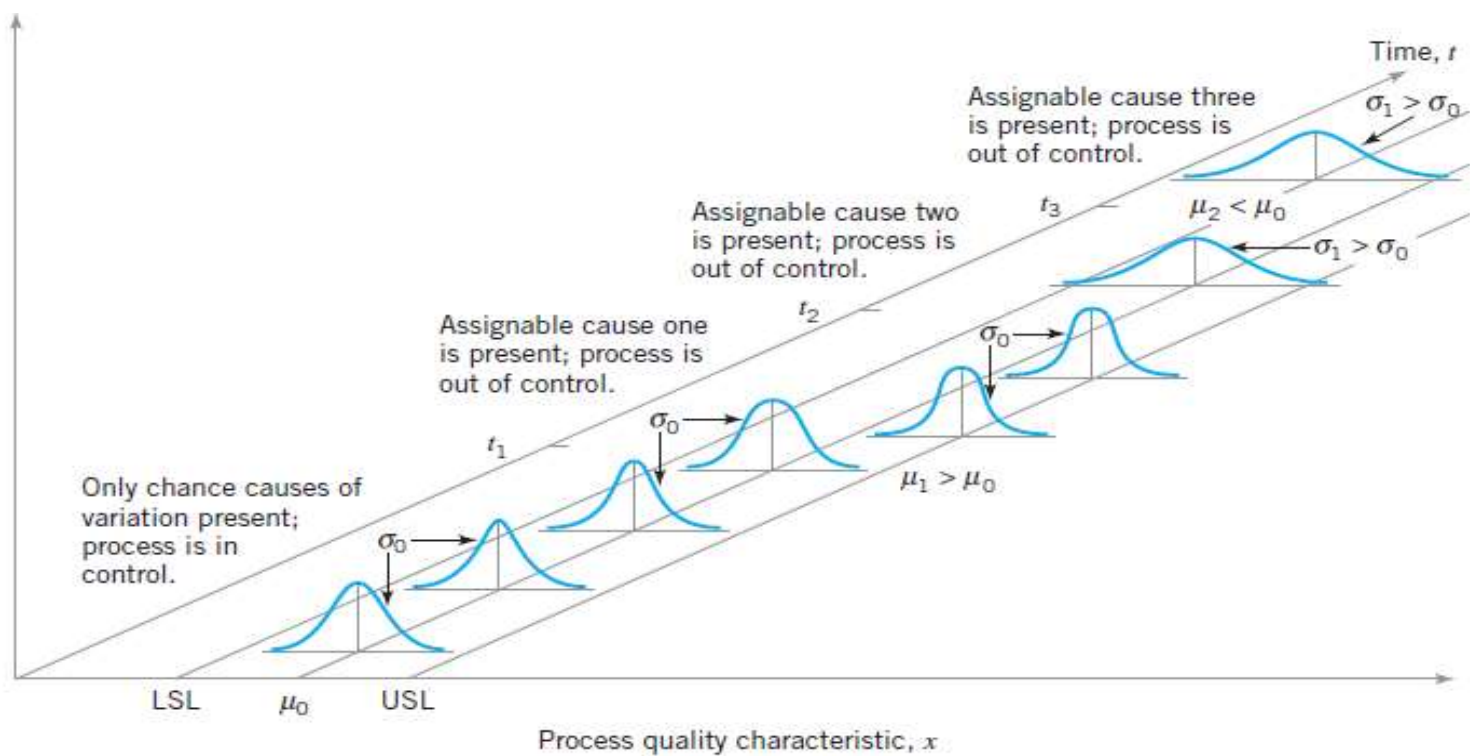 Time, t
Assignable cause three
is present; process is
out of control.
σ₁ > σ₀
t₃
μ₂ < μ₀
Assignable cause two
is present; process is
out of control.
σ₁ > σ₀
t₂
σ₀
Assignable cause one
is present; process is
out of control.
σ₀
t₁
μ₁ > μ₀
Only chance causes of
variation present;
process is in
control.
σ₀
LSL
μ₀
USL
Process quality characteristic, x